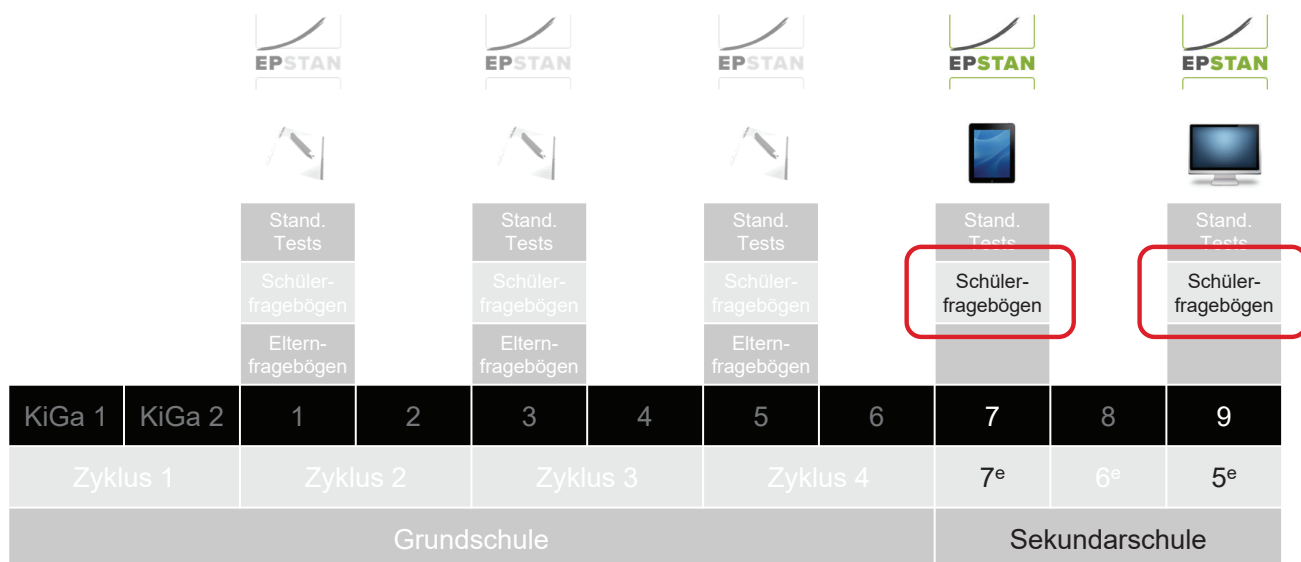 EPSTAN EPSTAN EPSTAN EPSTAN EPSTAN
Stand. Stand. Stand. Stand. Stand.
Tests Tests Tests Tests Tests
Schüler- Schüler- Schüler- Schüler- Schüler-
fragebögen fragebögen fragebögen fragebögen fragebögen
Eltern- Eltern- Eltern-
fragebögen fragebögen fragebögen
KiGa 1 KiGa 2 1 2 3 4 5 6 7 8 9
Zyklus 1 Zyklus 2 Zyklus 3 Zyklus 4 7ᵉ 6ᵉ 5ᵉ
Grundschule Sekundarschule